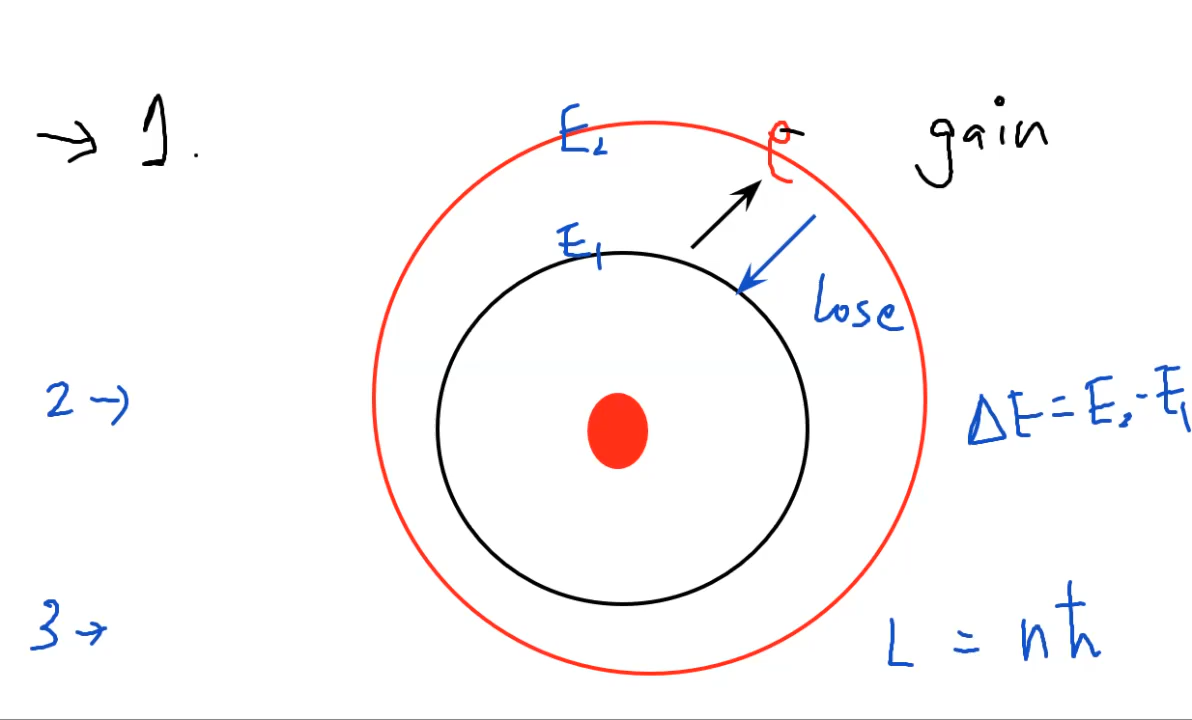 → 1.
E₂
e⁻
gain
E₁
lose
2 →
ΔE = E₂ - E₁
3 →
L = nħ